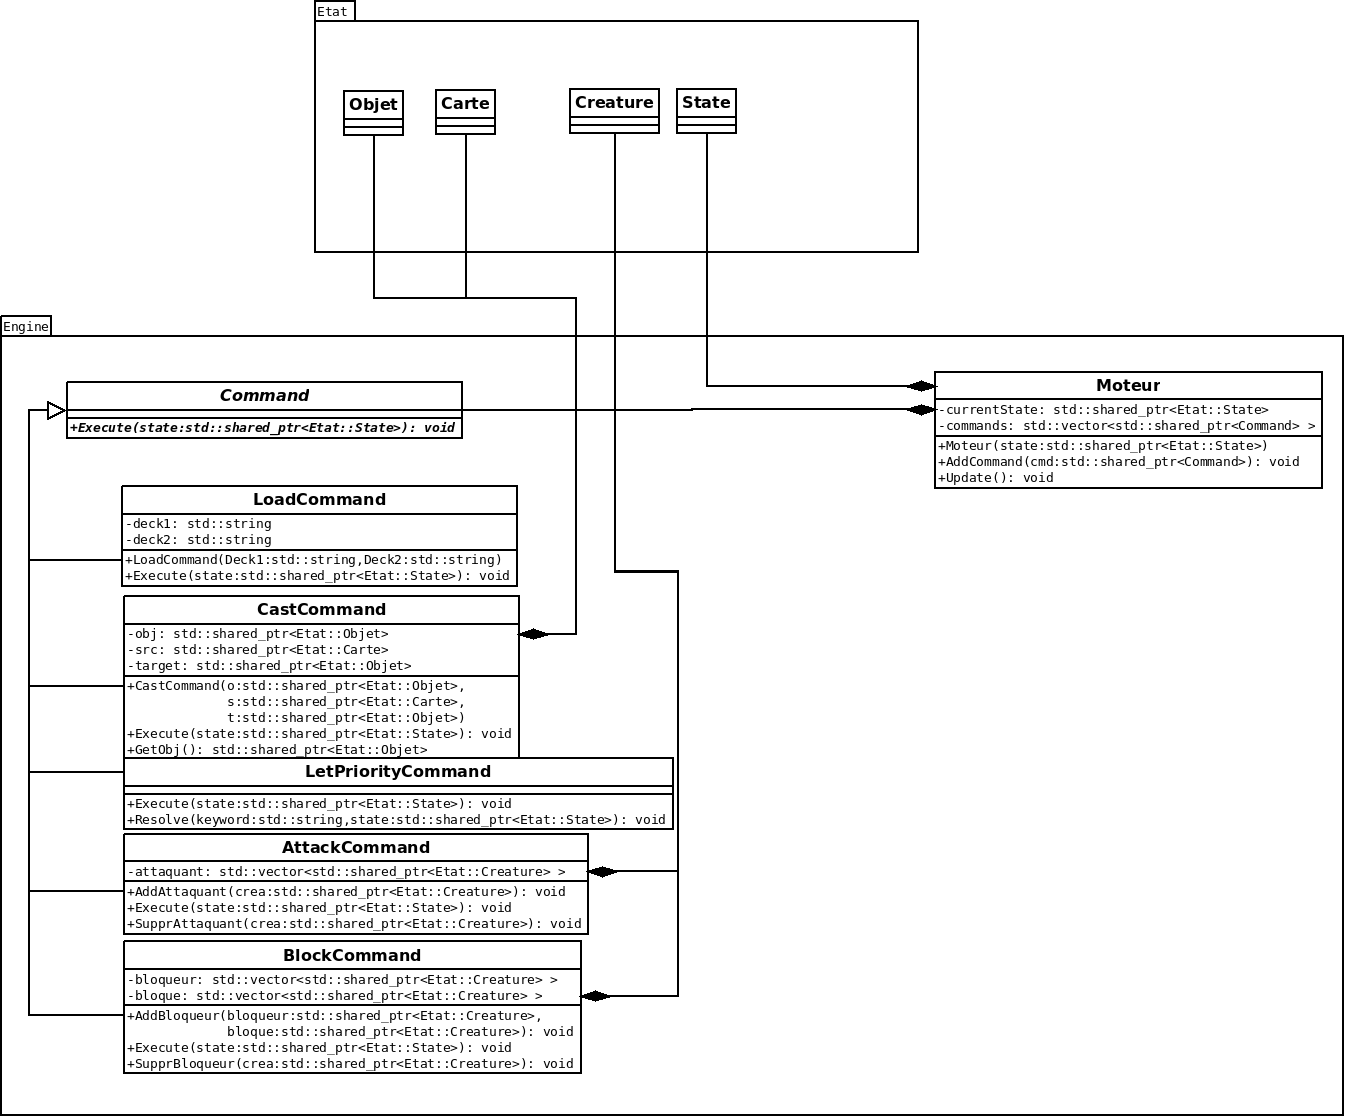 Etat
Objet
Carte
Creature
State
Engine
Command
+Execute(state:std::shared_ptr<Etat::State>): void
Moteur
-currentState: std::shared_ptr<Etat::State>
-commands: std::vector<std::shared_ptr<Command> >
+Moteur(state:std::shared_ptr<Etat::State>)
+AddCommand(cmd:std::shared_ptr<Command>): void
+Update(): void
LoadCommand
-deck1: std::string
-deck2: std::string
+LoadCommand(Deck1:std::string,Deck2:std::string)
+Execute(state:std::shared_ptr<Etat::State>): void
CastCommand
-obj: std::shared_ptr<Etat::Objet>
-src: std::shared_ptr<Etat::Carte>
-target: std::shared_ptr<Etat::Objet>
+CastCommand(o:std::shared_ptr<Etat::Objet>,
s:std::shared_ptr<Etat::Carte>,
t:std::shared_ptr<Etat::Objet>)
+Execute(state:std::shared_ptr<Etat::State>): void
+GetObj(): std::shared_ptr<Etat::Objet>
LetPriorityCommand
+Execute(state:std::shared_ptr<Etat::State>): void
+Resolve(keyword:std::string,state:std::shared_ptr<Etat::State>): void
AttackCommand
-attaquant: std::vector<std::shared_ptr<Etat::Creature> >
+AddAttaquant(crea:std::shared_ptr<Etat::Creature>): void
+Execute(state:std::shared_ptr<Etat::State>): void
+SupprAttaquant(crea:std::shared_ptr<Etat::Creature>): void
BlockCommand
-bloqueur: std::vector<std::shared_ptr<Etat::Creature> >
-bloque: std::vector<std::shared_ptr<Etat::Creature> >
+AddBloqueur(bloqueur:std::shared_ptr<Etat::Creature>,
bloque:std::shared_ptr<Etat::Creature>): void
+Execute(state:std::shared_ptr<Etat::State>): void
+SupprBloqueur(crea:std::shared_ptr<Etat::Creature>): void